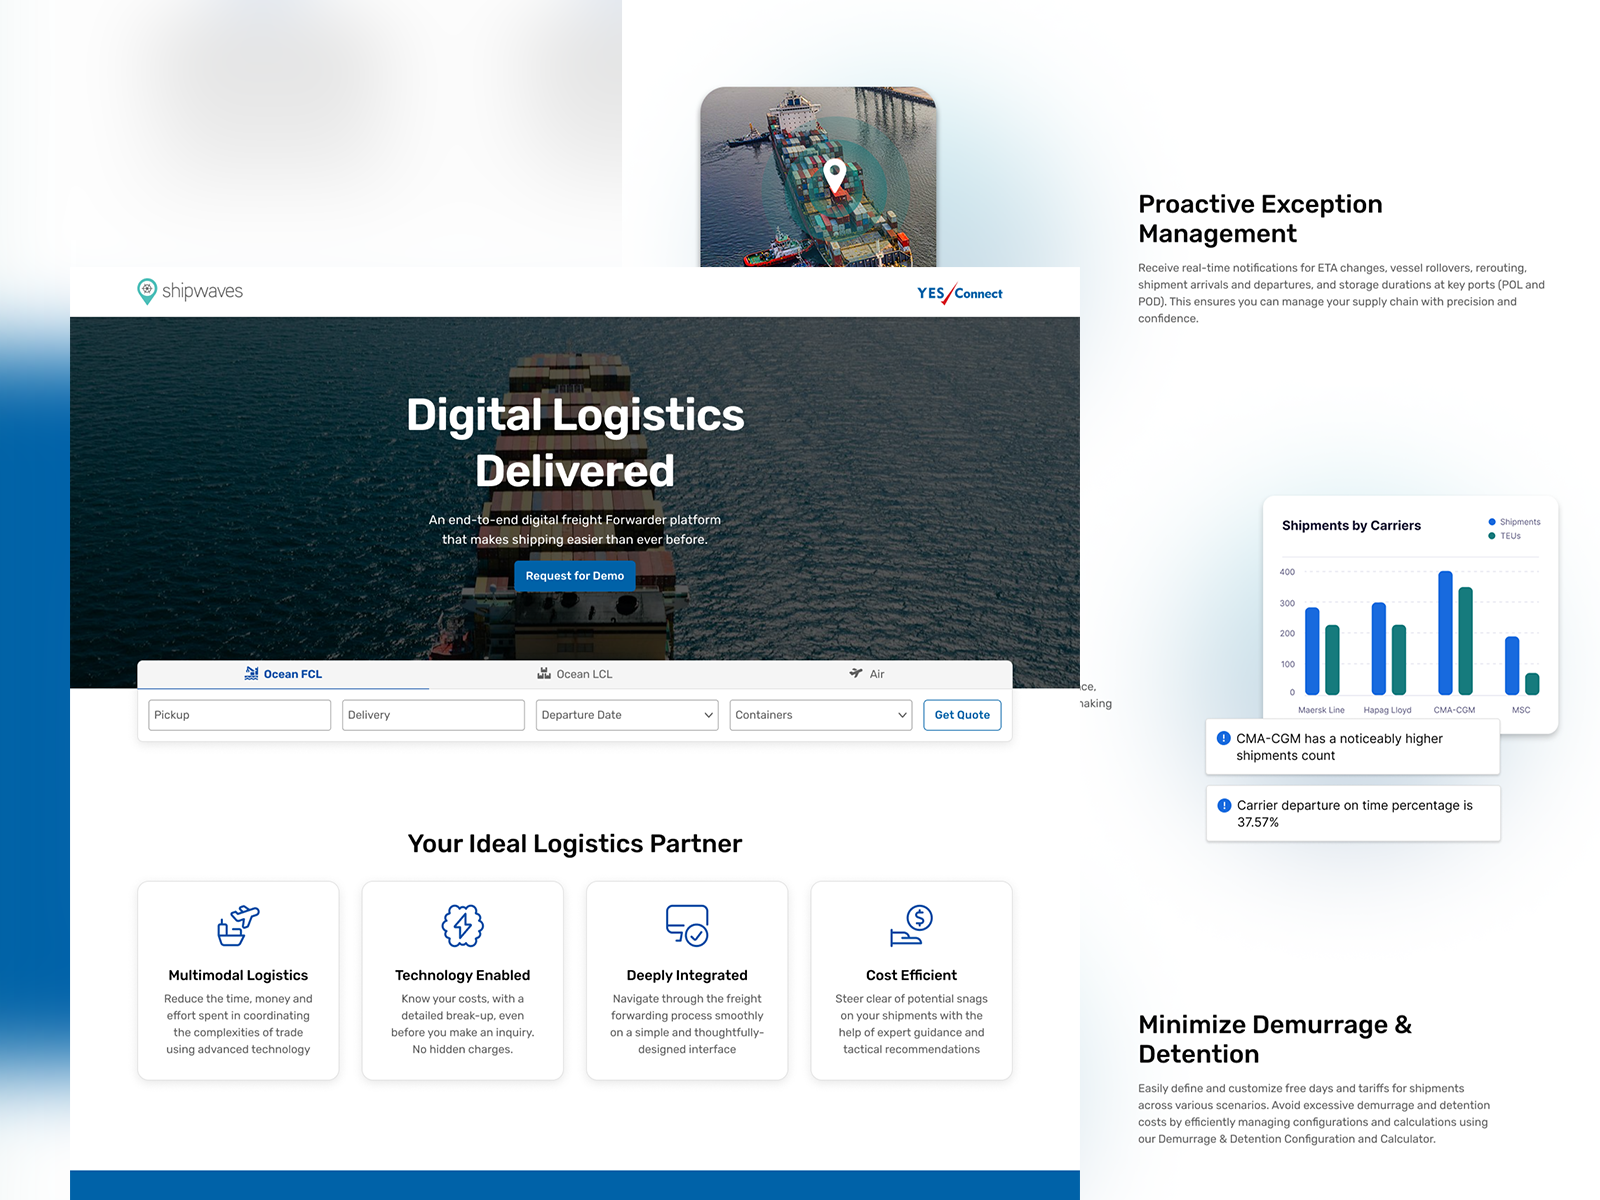 shipwaves
YES Connect
Digital Logistics
Delivered
An end-to-end digital freight Forwarder platform
that makes shipping easier than ever before.
Request for Demo
Ocean FCL
Ocean LCL
Air
Pickup
Delivery
Departure Date
Containers
Get Quote
Your Ideal Logistics Partner
Multimodal Logistics
Reduce the time, money and
effort spent in coordinating
the complexities of trade
using advanced technology
Technology Enabled
Know your costs, with a
detailed break-up, even
before you make an inquiry.
No hidden charges.
Deeply Integrated
Navigate through the freight
forwarding process smoothly
on a simple and thoughtfully-
designed interface
Cost Efficient
Steer clear of potential snags
on your shipments with the
help of expert guidance and
tactical recommendations
Proactive Exception
Management
Receive real-time notifications for ETA changes, vessel rollovers, rerouting,
shipment arrivals and departures, and storage durations at key ports (POL and
POD). This ensures you can manage your supply chain with precision and
confidence.
Shipments by Carriers
Shipments
TEUs
400
300
200
100
0
Maersk Line
Hapag Lloyd
CMA-CGM
MSC
CMA-CGM has a noticeably higher
shipments count
Carrier departure on time percentage is
37.57%
Minimize Demurrage &
Detention
Easily define and customize free days and tariffs for shipments
across various scenarios. Avoid excessive demurrage and detention
costs by efficiently managing configurations and calculations using
our Demurrage & Detention Configuration and Calculator.